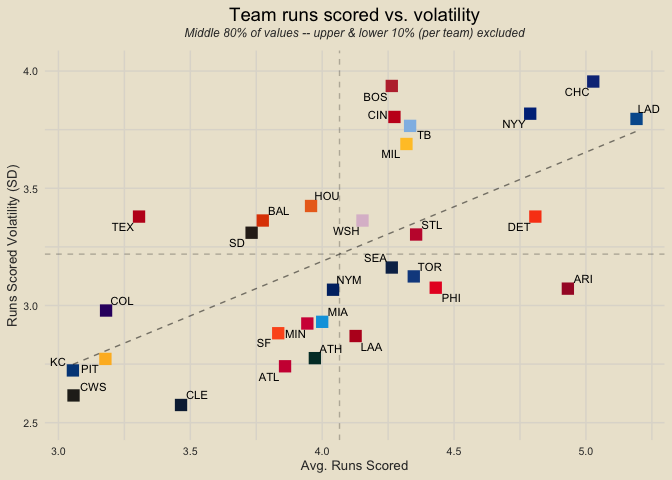 Team runs scored vs. volatility
Middle 80% of values -- upper & lower 10% (per team) excluded
4.0
CHC
BOS
LAD
CIN
NYY
TB
MIL
3.5
HOU
BAL
TEX
WSH
STL
DET
SD
SEA
TOR
NYM
ARI
PHI
3.0
COL
MIA
MIN
SF
LAA
ATH
KC
PIT
ATL
CWS
CLE
2.5
3.0
3.5
4.0
4.5
5.0
Avg. Runs Scored
Runs Scored Volatility (SD)